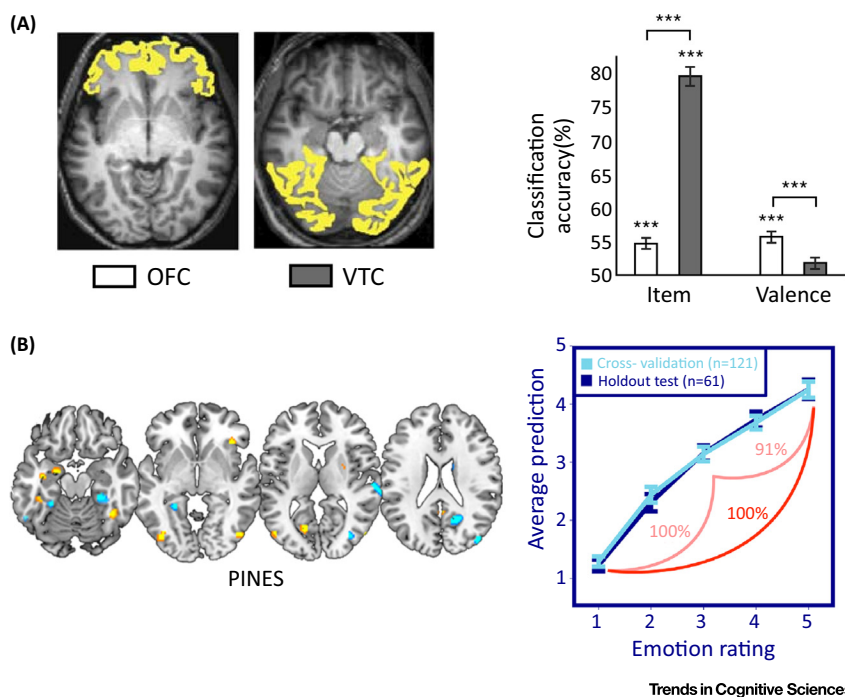 (A)
OFC
VTC
Classification
accuracy(%)
80
75
70
65
60
55
50
***
***
***
***
***
Item
Valence
(B)
PINES
Average prediction
5
4
3
2
1
Cross- validation (n=121)
Holdout test (n=61)
91%
100%
100%
1 2 3 4 5
Emotion rating
Trends in Cognitive Sciences